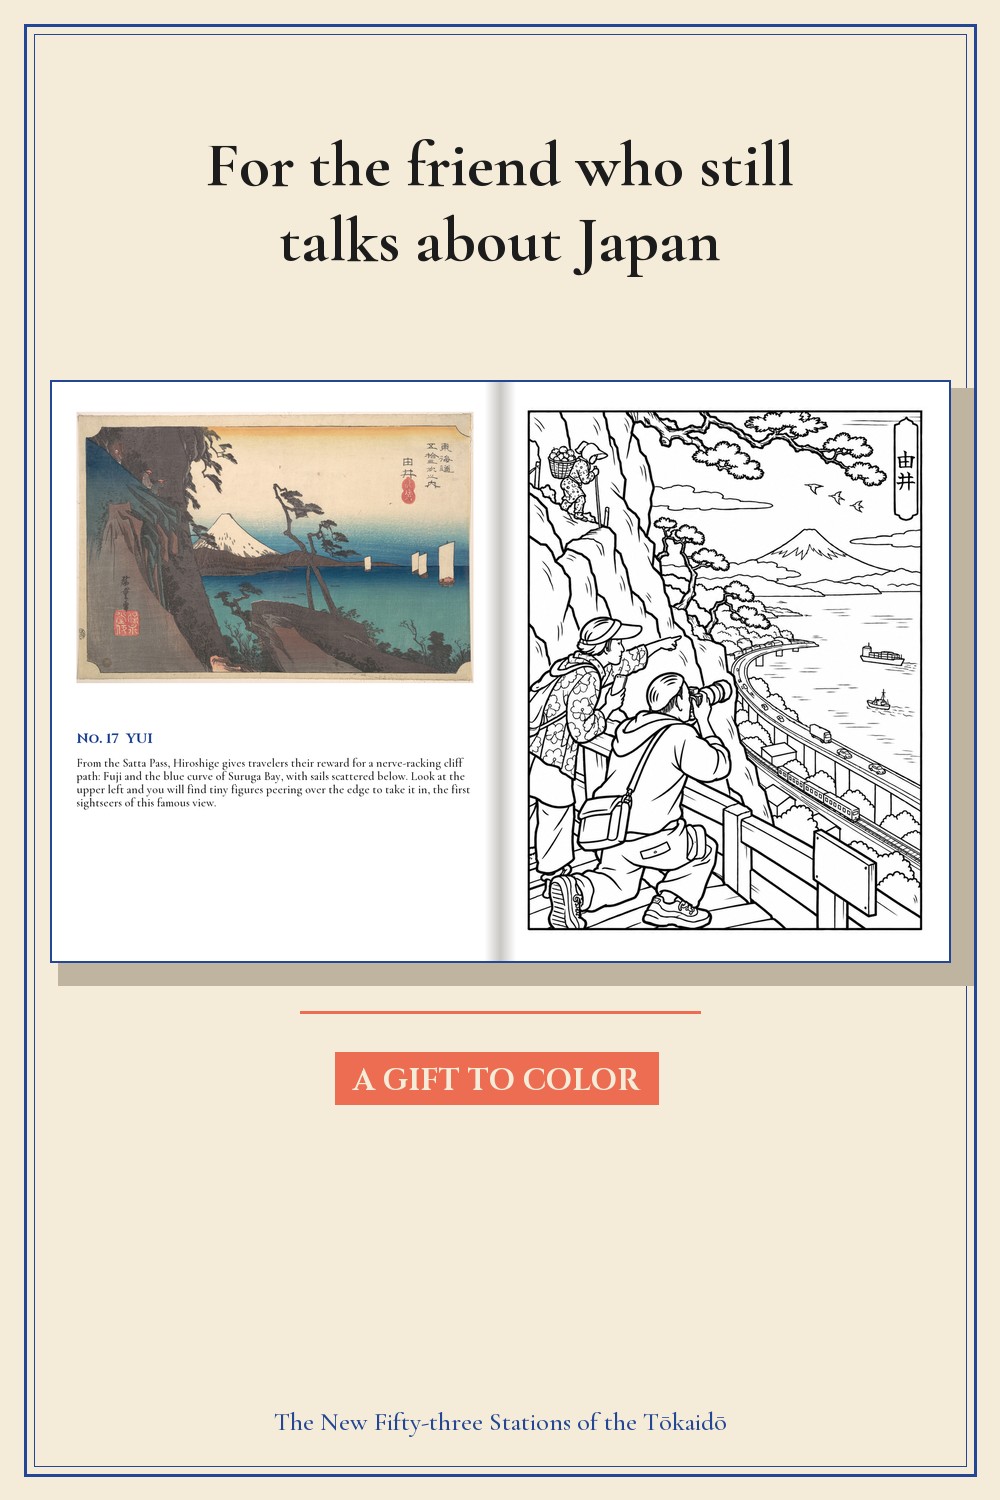 For the friend who still
talks about Japan
東海道
五拾三次之内
由井
No. 17 YUI
From the Satta Pass, Hiroshige gives travelers their reward for a nerve-racking cliff
path: Fuji and the blue curve of Suruga Bay, with sails scattered below. Look at the
upper left and you will find tiny figures peering over the edge to take it in, the first
sightseers of this famous view.
由井
A GIFT TO COLOR
The New Fifty-three Stations of the Tōkaidō